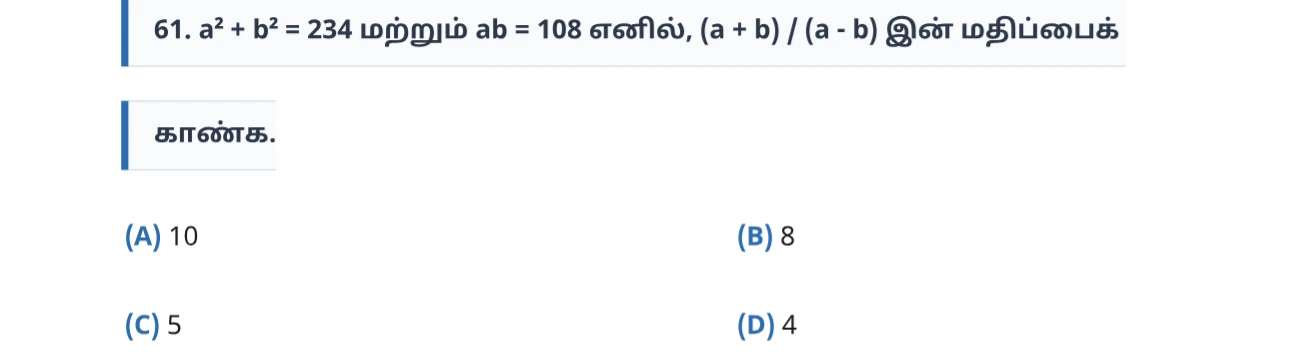 61. a² + b² = 234 மற்றும் ab = 108 எனில், (a + b) / (a - b) இன் மதிப்பைக்
காண்க.
(A) 10 (B) 8
(C) 5 (D) 4